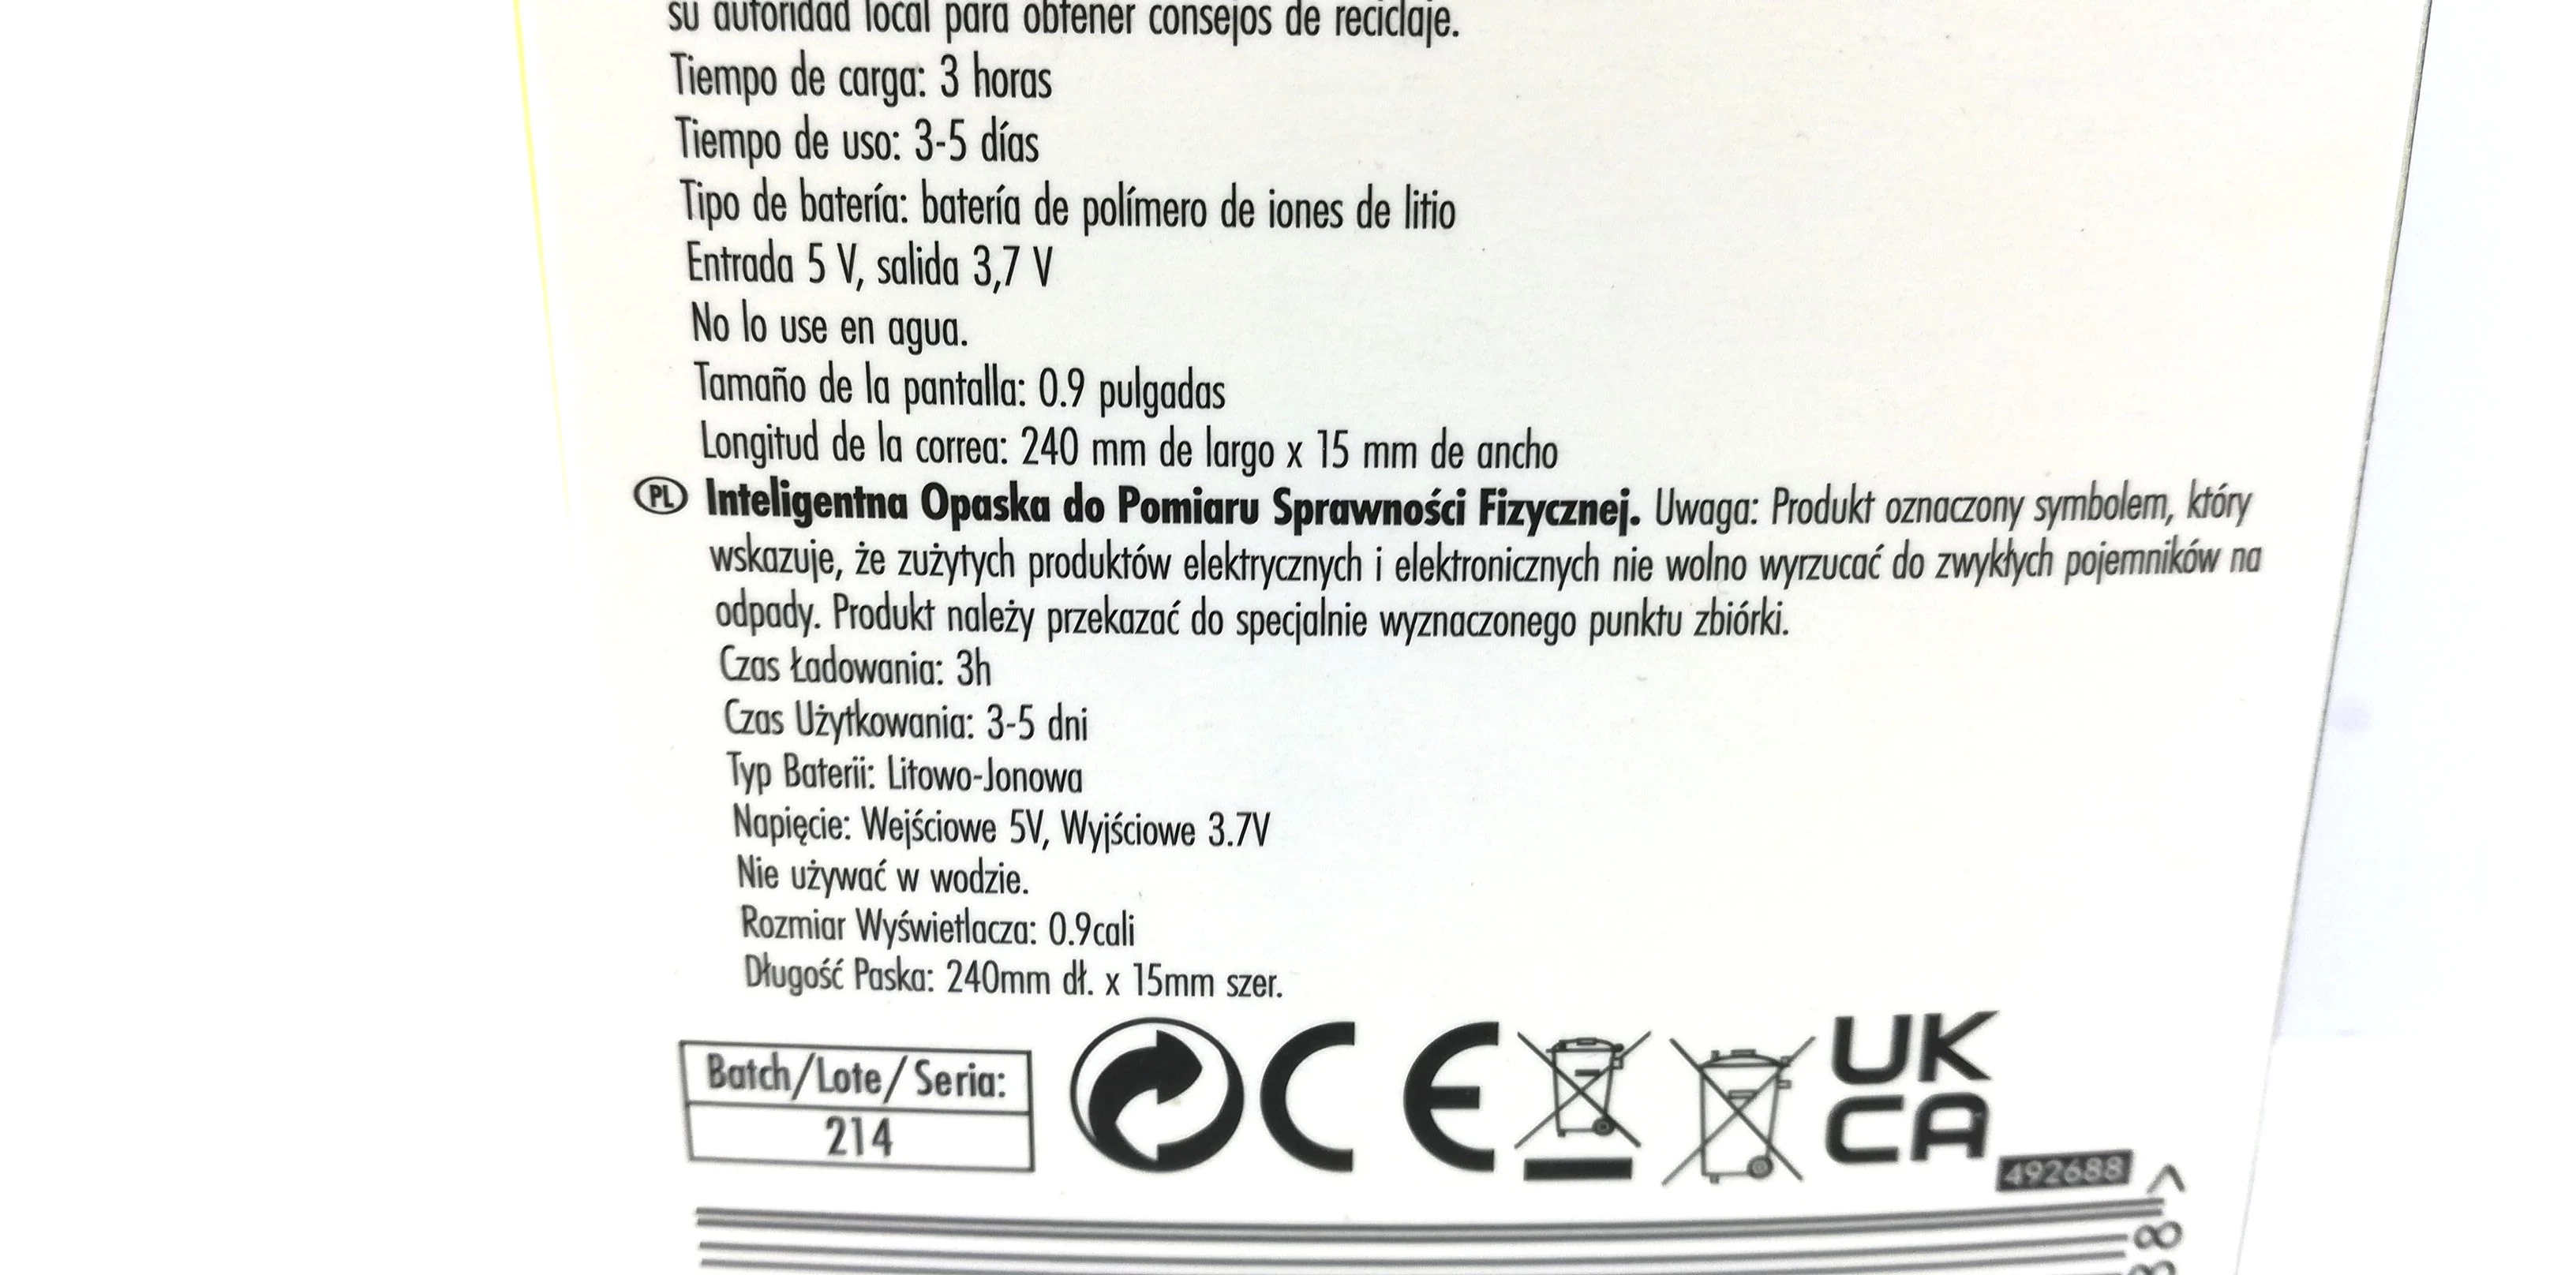 su autoridad local para obtener consejos de reciclaje.
Tiempo de carga: 3 horas
Tiempo de uso: 3-5 días
Tipo de batería: batería de polímero de iones de litio
Entrada 5 V, salida 3,7 V
No lo use en agua.
Tamaño de la pantalla: 0.9 pulgadas
Longitud de la correa: 240 mm de largo x 15 mm de ancho
PL Inteligentna Opaska do Pomiaru Sprawności Fizycznej. Uwaga: Produkt oznaczony symbolem, który
wskazuje, że zużytych produktów elektrycznych i elektronicznych nie wolno wyrzucać do zwykłych pojemników na
odpady. Produkt należy przekazać do specjalnie wyznaczonego punktu zbiórki.
Czas Ładowania: 3h
Czas Użytkowania: 3-5 dni
Typ Baterii: Litowo-Jonowa
Napięcie: Wejściowe 5V, Wyjściowe 3.7V
Nie używać w wodzie.
Rozmiar Wyświetlacza: 0.9cali
Długość Paska: 240mm dł. x 15mm szer.
Batch/Lote/Seria:
214
CE
UK
CA
492688
8